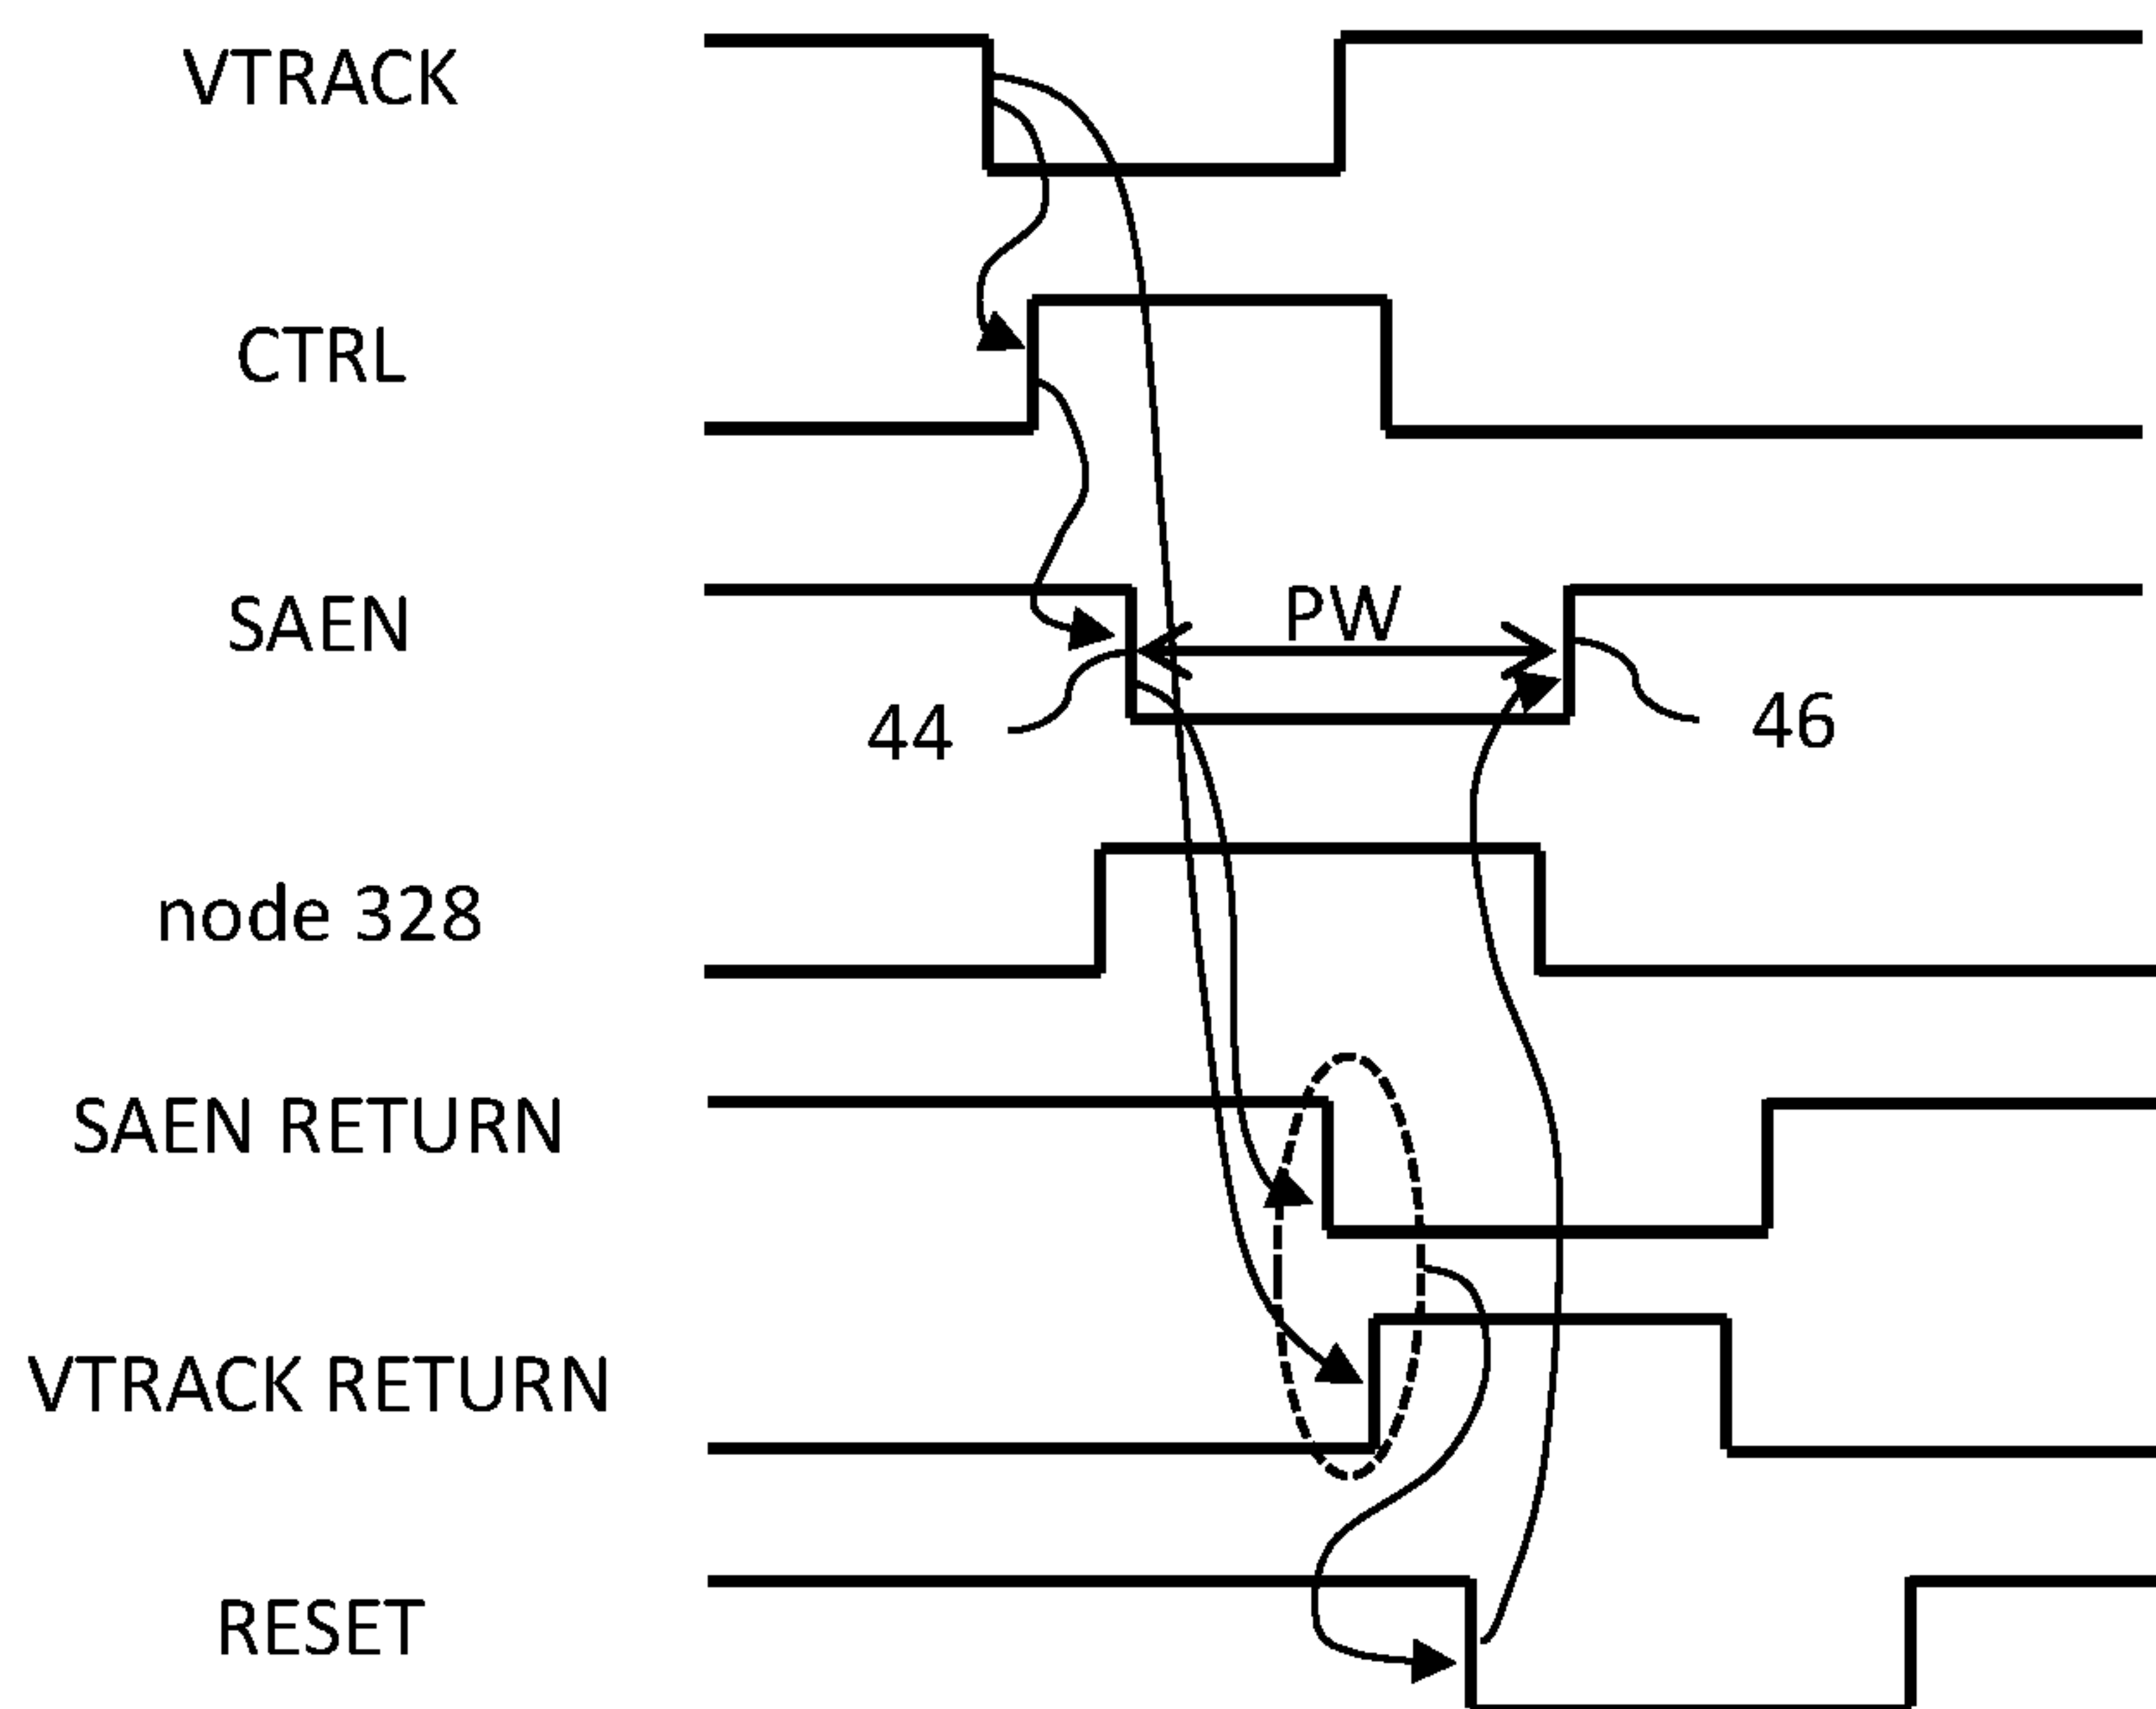 VTRACK
CTRL
SAEN
PW
44
46
node 328
SAEN RETURN
VTRACK RETURN
RESET